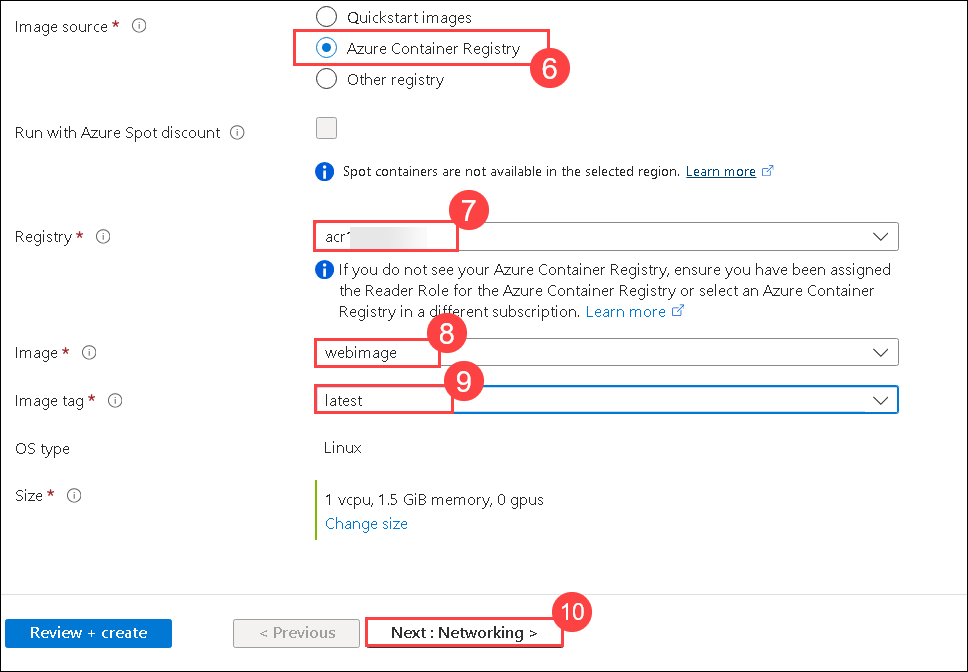 Image source *
Quickstart images
Azure Container Registry
6
Other registry
Run with Azure Spot discount
Spot containers are not available in the selected region. Learn more
7
Registry *
If you do not see your Azure Container Registry, ensure you have been assigned
the Reader Role for the Azure Container Registry or select an Azure Container
Registry in a different subscription. Learn more
8
Image *
webimage
9
Image tag *
latest
OS type
Linux
Size *
1 vcpu, 1.5 GiB memory, 0 gpus
Change size
10
Review + create
< Previous
Next : Networking >